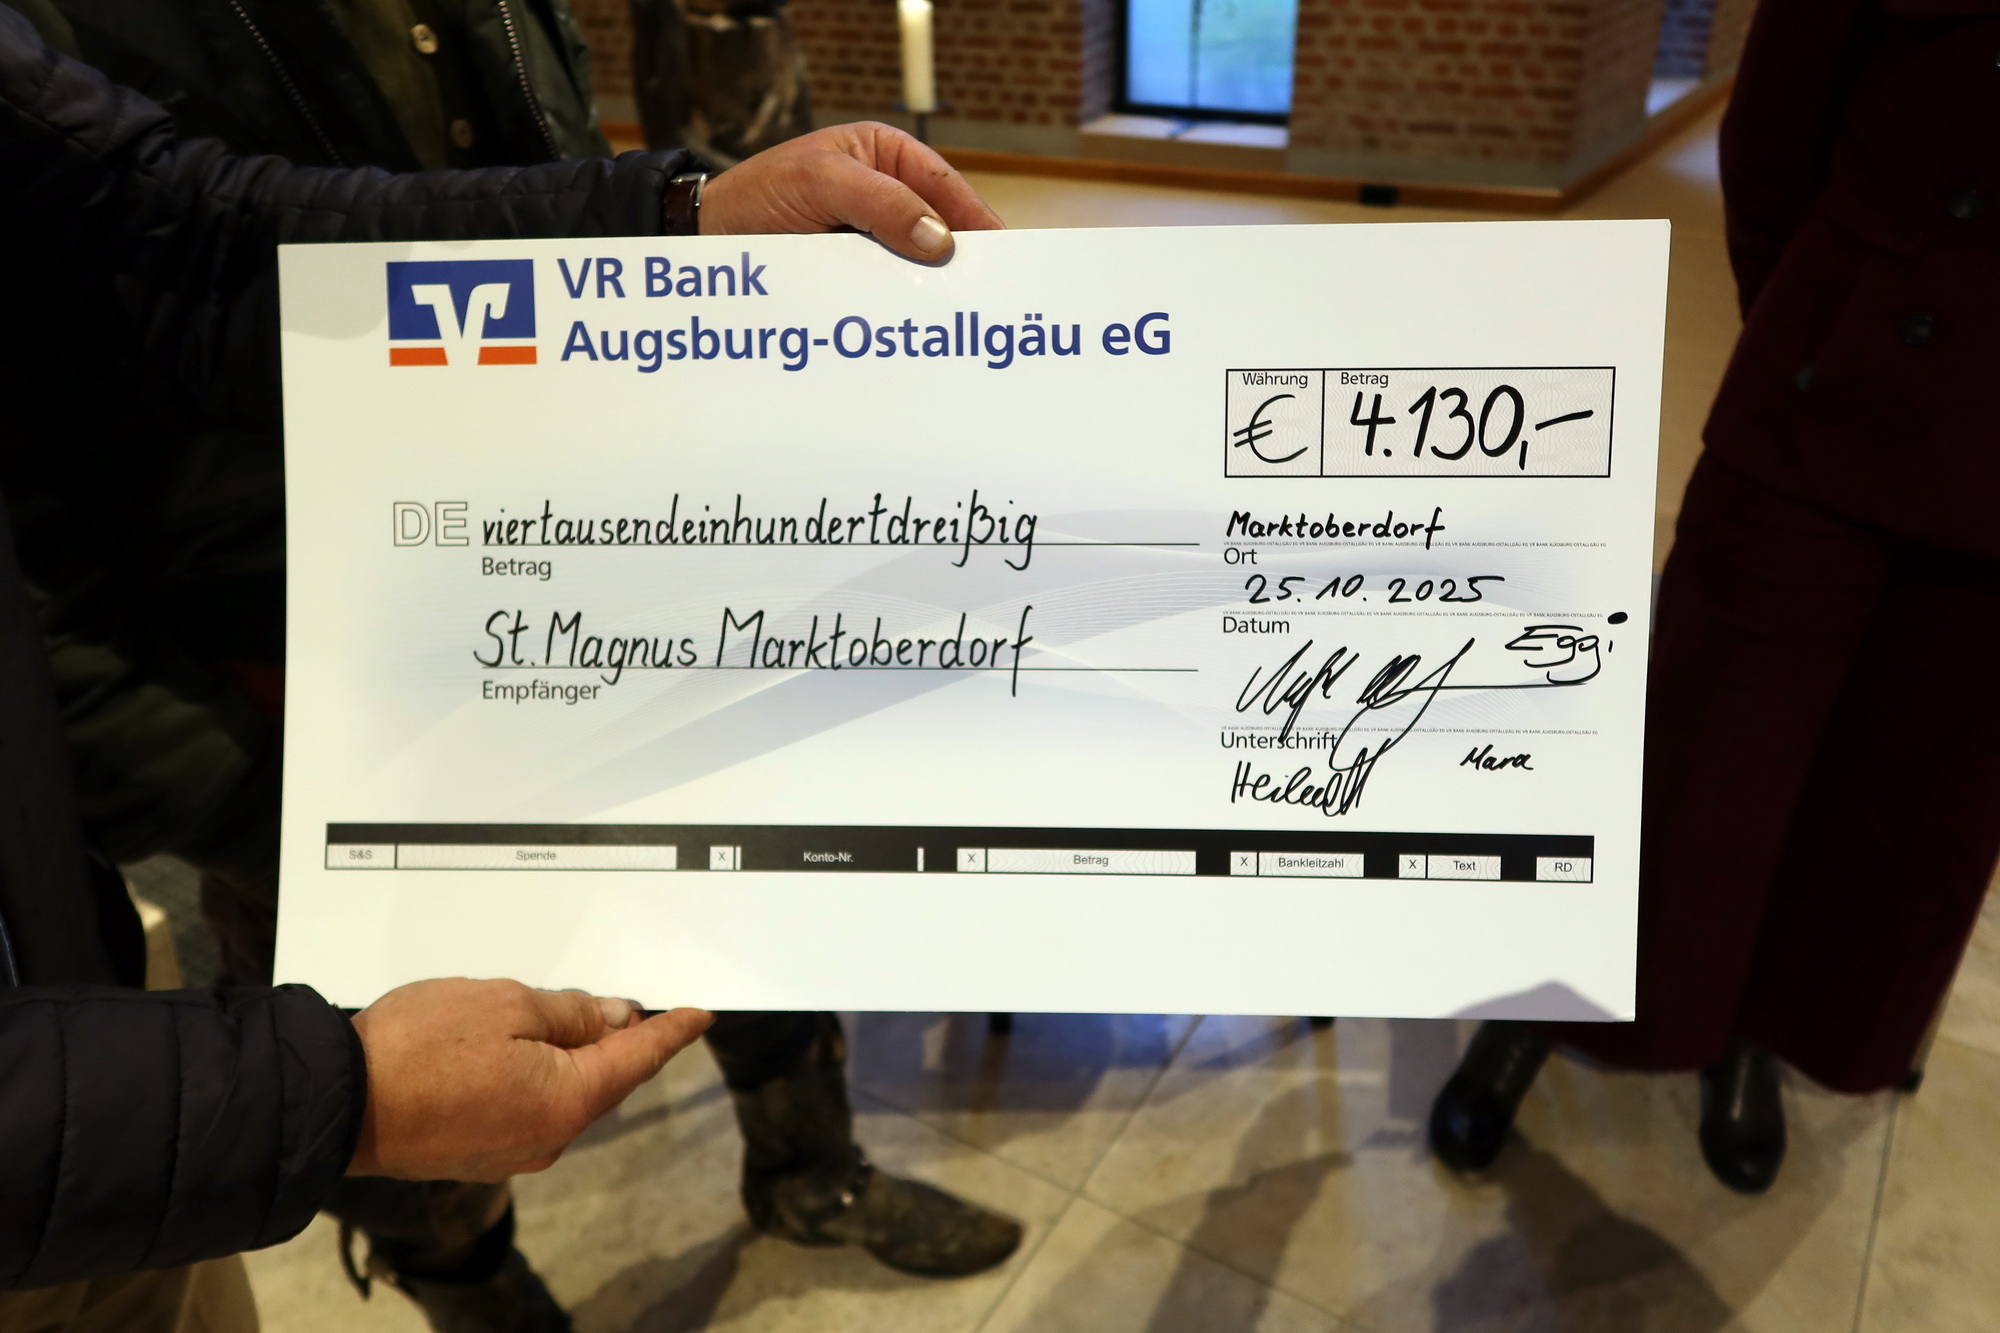 VR Bank
Augsburg-Ostallgäu eG
Währung
Betrag
€
4.130,-
DE viertausendeinhundertdreißig
Betrag
St. Magnus Marktoberdorf
Empfänger
Marktoberdorf
Ort
25.10.2025
Datum
Eggi
Unterschrift
Mara
S&S
Spende
X
Konto-Nr.
X
Betrag
X
Bankleitzahl
X
Text
RD